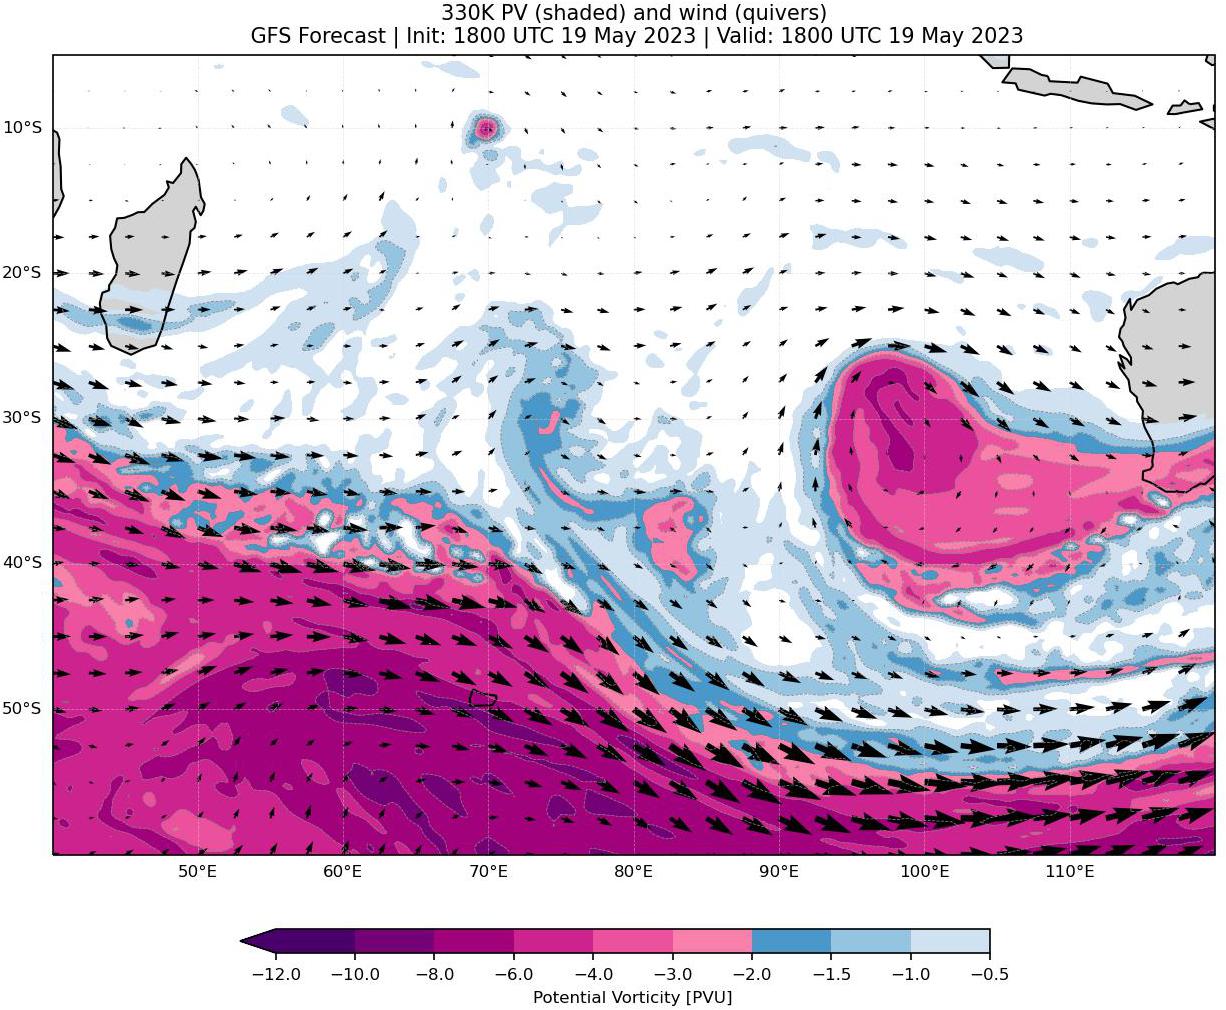 330K PV (shaded) and wind (quivers)
GFS Forecast | Init: 1800 UTC 19 May 2023 | Valid: 1800 UTC 19 May 2023
10°S
20°S
30°S
40°S
50°S
50°E 60°E 70°E 80°E 90°E 100°E 110°E
−12.0 −10.0 −8.0 −6.0 −4.0 −3.0 −2.0 −1.5 −1.0 −0.5
Potential Vorticity [PVU]